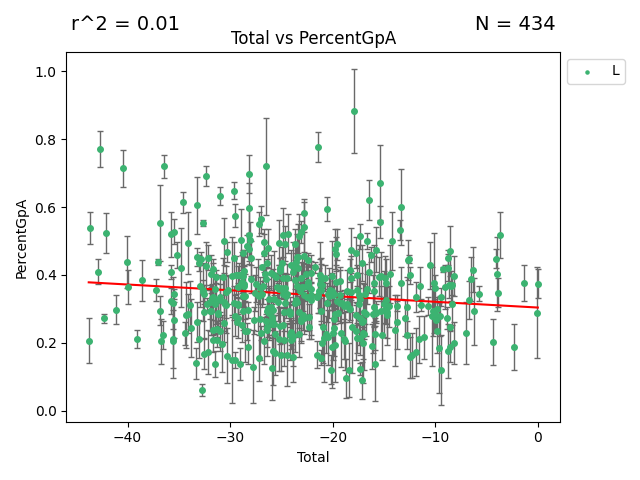 r^2 = 0.01
N = 434
Total vs PercentGpA
L
1.0
0.8
0.6
0.4
0.2
0.0
PercentGpA
−40
−30
−20
−10
0
Total